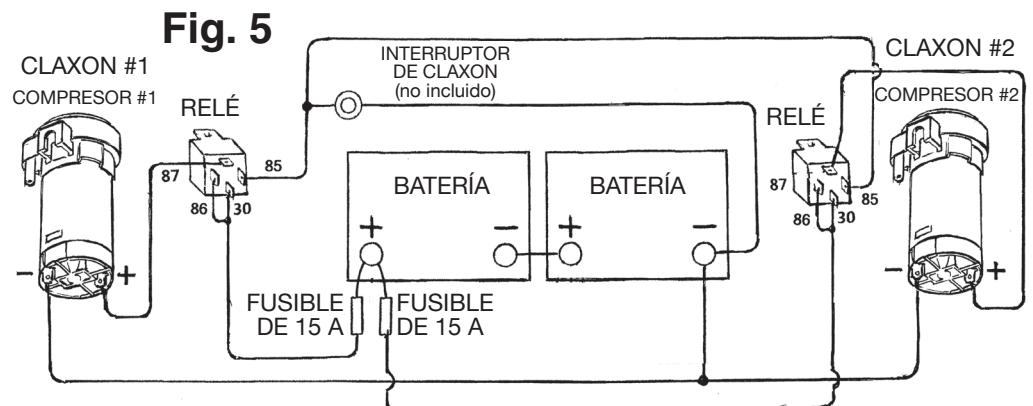 Fig. 5
CLAXON #1
COMPRESOR #1
RELÉ
87
85
86
30
INTERRUPTOR
DE CLAXON
(no incluido)
BATERÍA
+
-
BATERÍA
+
-
FUSIBLE
DE 15 A
FUSIBLE
DE 15 A
RELÉ
87
85
86
30
CLAXON #2
COMPRESOR #2
-
+
-
+